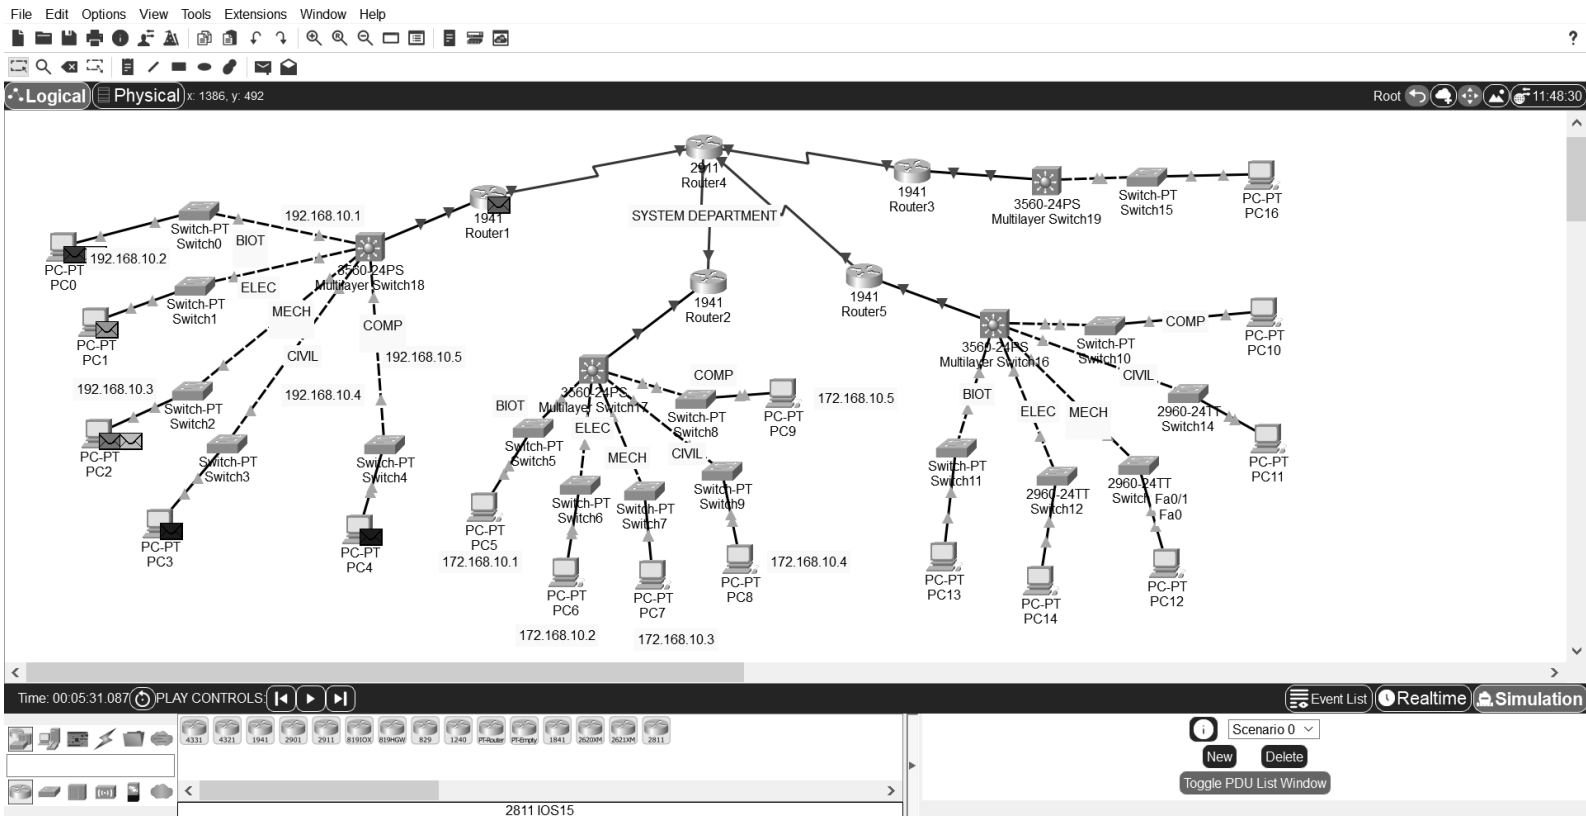 File Edit Options View Tools Extensions Window Help
?
Logical Physical x: 1386, y: 492
Root 11:48:30
2911
Router4
1941
Router1
SYSTEM DEPARTMENT
1941
Router3
3560-24PS
Multilayer Switch19
Switch-PT
Switch15
PC-PT
PC16
192.168.10.1
Switch-PT
Switch0
BIOT
192.168.10.2
PC-PT
PC0
3560-24PS
Multilayer Switch18
ELEC
Switch-PT
Switch1
MECH
PC-PT
PC1
COMP
CIVIL
192.168.10.5
192.168.10.3
192.168.10.4
Switch-PT
Switch2
PC-PT
PC2
Switch-PT
Switch3
Switch-PT
Switch4
PC-PT
PC3
PC-PT
PC4
1941
Router2
1941
Router5
3560-24PS
Multilayer Switch17
COMP
BIOT
Switch-PT
Switch8
PC-PT
PC9
172.168.10.5
ELEC
Switch-PT
Switch5
MECH
CIVIL
Switch-PT
Switch6
Switch-PT
Switch7
Switch-PT
Switch9
PC-PT
PC5
172.168.10.1
PC-PT
PC6
172.168.10.2
PC-PT
PC7
172.168.10.3
PC-PT
PC8
172.168.10.4
3560-24PS
Multilayer Switch16
Switch-PT
Switch10
COMP
PC-PT
PC10
CIVIL
BIOT
ELEC
MECH
2960-24TT
Switch14
PC-PT
PC11
Switch-PT
Switch11
2960-24TT
Switch12
2960-24TT
Switch
Fa0/1
Fa0
PC-PT
PC13
PC-PT
PC14
PC-PT
PC12
Time: 00:05:31.087 PLAY CONTROLS:
Event List Realtime Simulation
4331 4321 1941 2901 2911 819IOX 819HGW 829 1240 PT-Router PT-Empty 1841 2620XM 2621XM 2811
2811 IOS15
Scenario 0
New Delete
Toggle PDU List Window